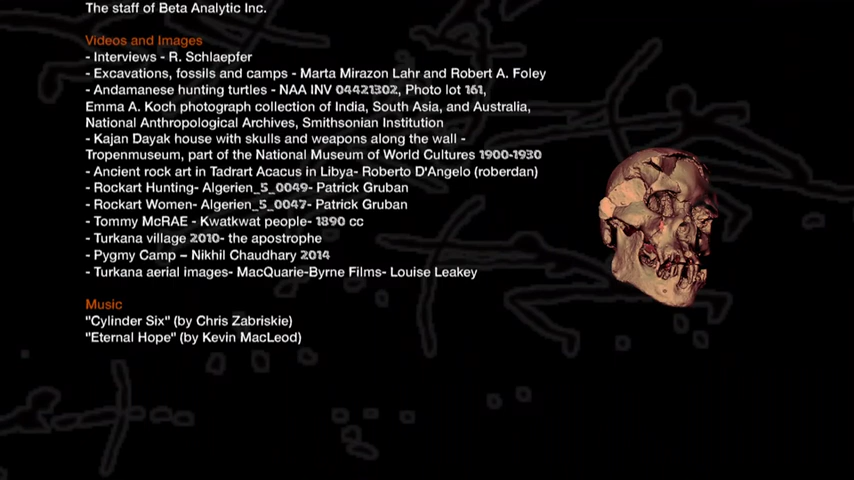 The staff of Beta Analytic Inc.
Videos and Images
- Interviews - R. Schlaepfer
- Excavations, fossils and camps - Marta Mirazon Lahr and Robert A. Foley
- Andamanese hunting turtles - NAA INV 04421302, Photo lot 161,
Emma A. Koch photograph collection of India, South Asia, and Australia,
National Anthropological Archives, Smithsonian Institution
- Kajan Dayak house with skulls and weapons along the wall -
Tropenmuseum, part of the National Museum of World Cultures 1900-1930
- Ancient rock art in Tadrart Acacus in Libya- Roberto D'Angelo (roberdan)
- Rockart Hunting- Algerien_5_0049- Patrick Gruban
- Rockart Women- Algerien_5_0047- Patrick Gruban
- Tommy McRAE - Kwatkwat people- 1890 cc
- Turkana village 2010- the apostrophe
- Pygmy Camp – Nikhil Chaudhary 2014
- Turkana aerial images- MacQuarie-Byrne Films- Louise Leakey
Music
"Cylinder Six" (by Chris Zabriskie)
"Eternal Hope" (by Kevin MacLeod)